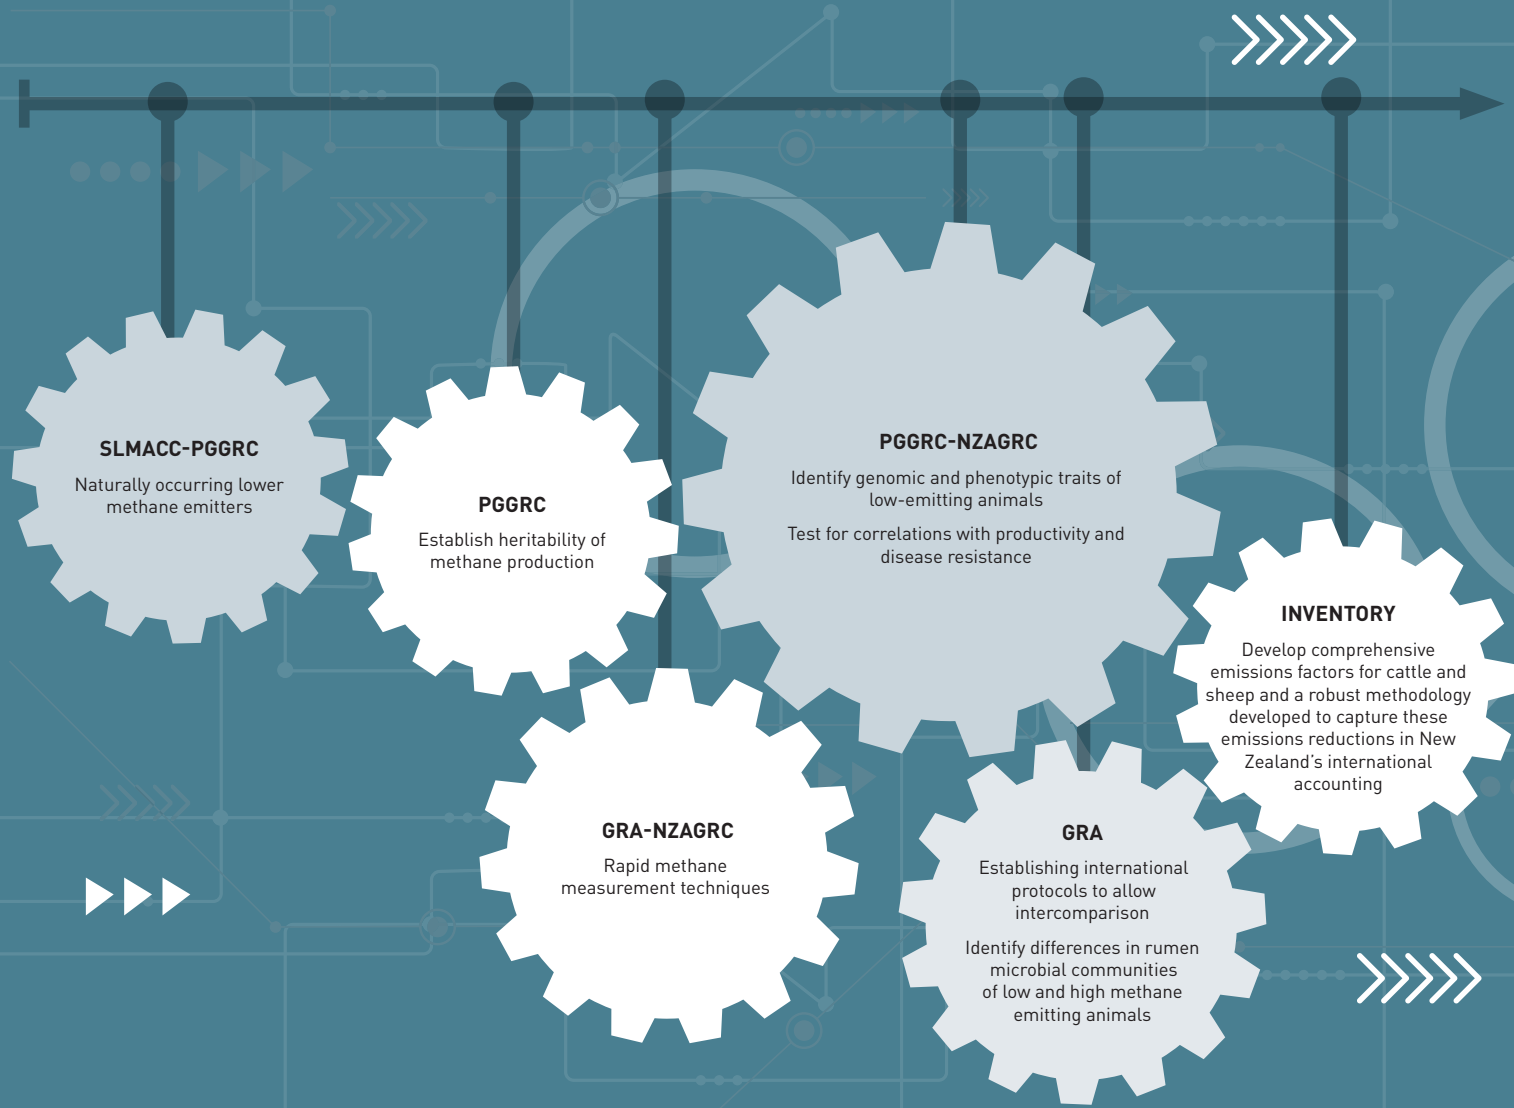 SLMACC-PGGRC
Naturally occurring lower
methane emitters
PGGRC
Establish heritability of
methane production
GRA-NZAGRC
Rapid methane
measurement techniques
PGGRC-NZAGRC
Identify genomic and phenotypic traits of
low-emitting animals
Test for correlations with productivity and
disease resistance
GRA
Establishing international
protocols to allow
intercomparison
Identify differences in rumen
microbial communities
of low and high methane
emitting animals
INVENTORY
Develop comprehensive
emissions factors for cattle and
sheep and a robust methodology
developed to capture these
emissions reductions in New
Zealand’s international
accounting